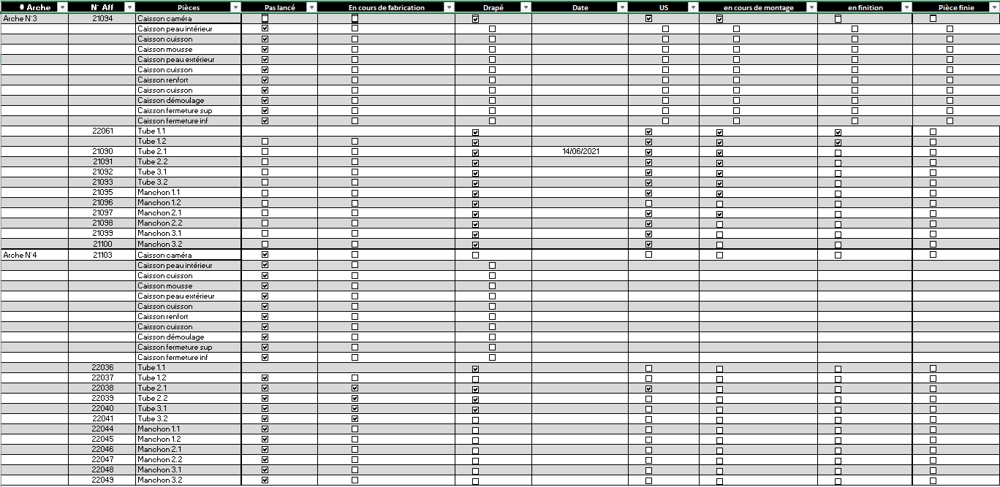 # Arche N° Aff Pièces Pas lancé En cours de fabrication Drapé Date US en cours de montage en finition Pièce finie
Arche N°3 21094 Caisson caméra
Caisson peau intérieur
Caisson cuisson
Caisson mousse
Caisson peau extérieur
Caisson cuisson
Caisson renfort
Caisson cuisson
Caisson démoulage
Caisson fermeture sup
Caisson fermeture inf
22061 Tube 1.1
Tube 1.2
21090 Tube 2.1 14/06/2021
21091 Tube 2.2
21092 Tube 3.1
21093 Tube 3.2
21095 Manchon 1.1
21096 Manchon 1.2
21097 Manchon 2.1
21098 Manchon 2.2
21099 Manchon 3.1
21100 Manchon 3.2
Arche N°4 21103 Caisson caméra
Caisson peau intérieur
Caisson cuisson
Caisson mousse
Caisson peau extérieur
Caisson cuisson
Caisson renfort
Caisson cuisson
Caisson démoulage
Caisson fermeture sup
Caisson fermeture inf
22036 Tube 1.1
22037 Tube 1.2
22038 Tube 2.1
22039 Tube 2.2
22040 Tube 3.1
22041 Tube 3.2
22044 Manchon 1.1
22045 Manchon 1.2
22046 Manchon 2.1
22047 Manchon 2.2
22048 Manchon 3.1
22049 Manchon 3.2